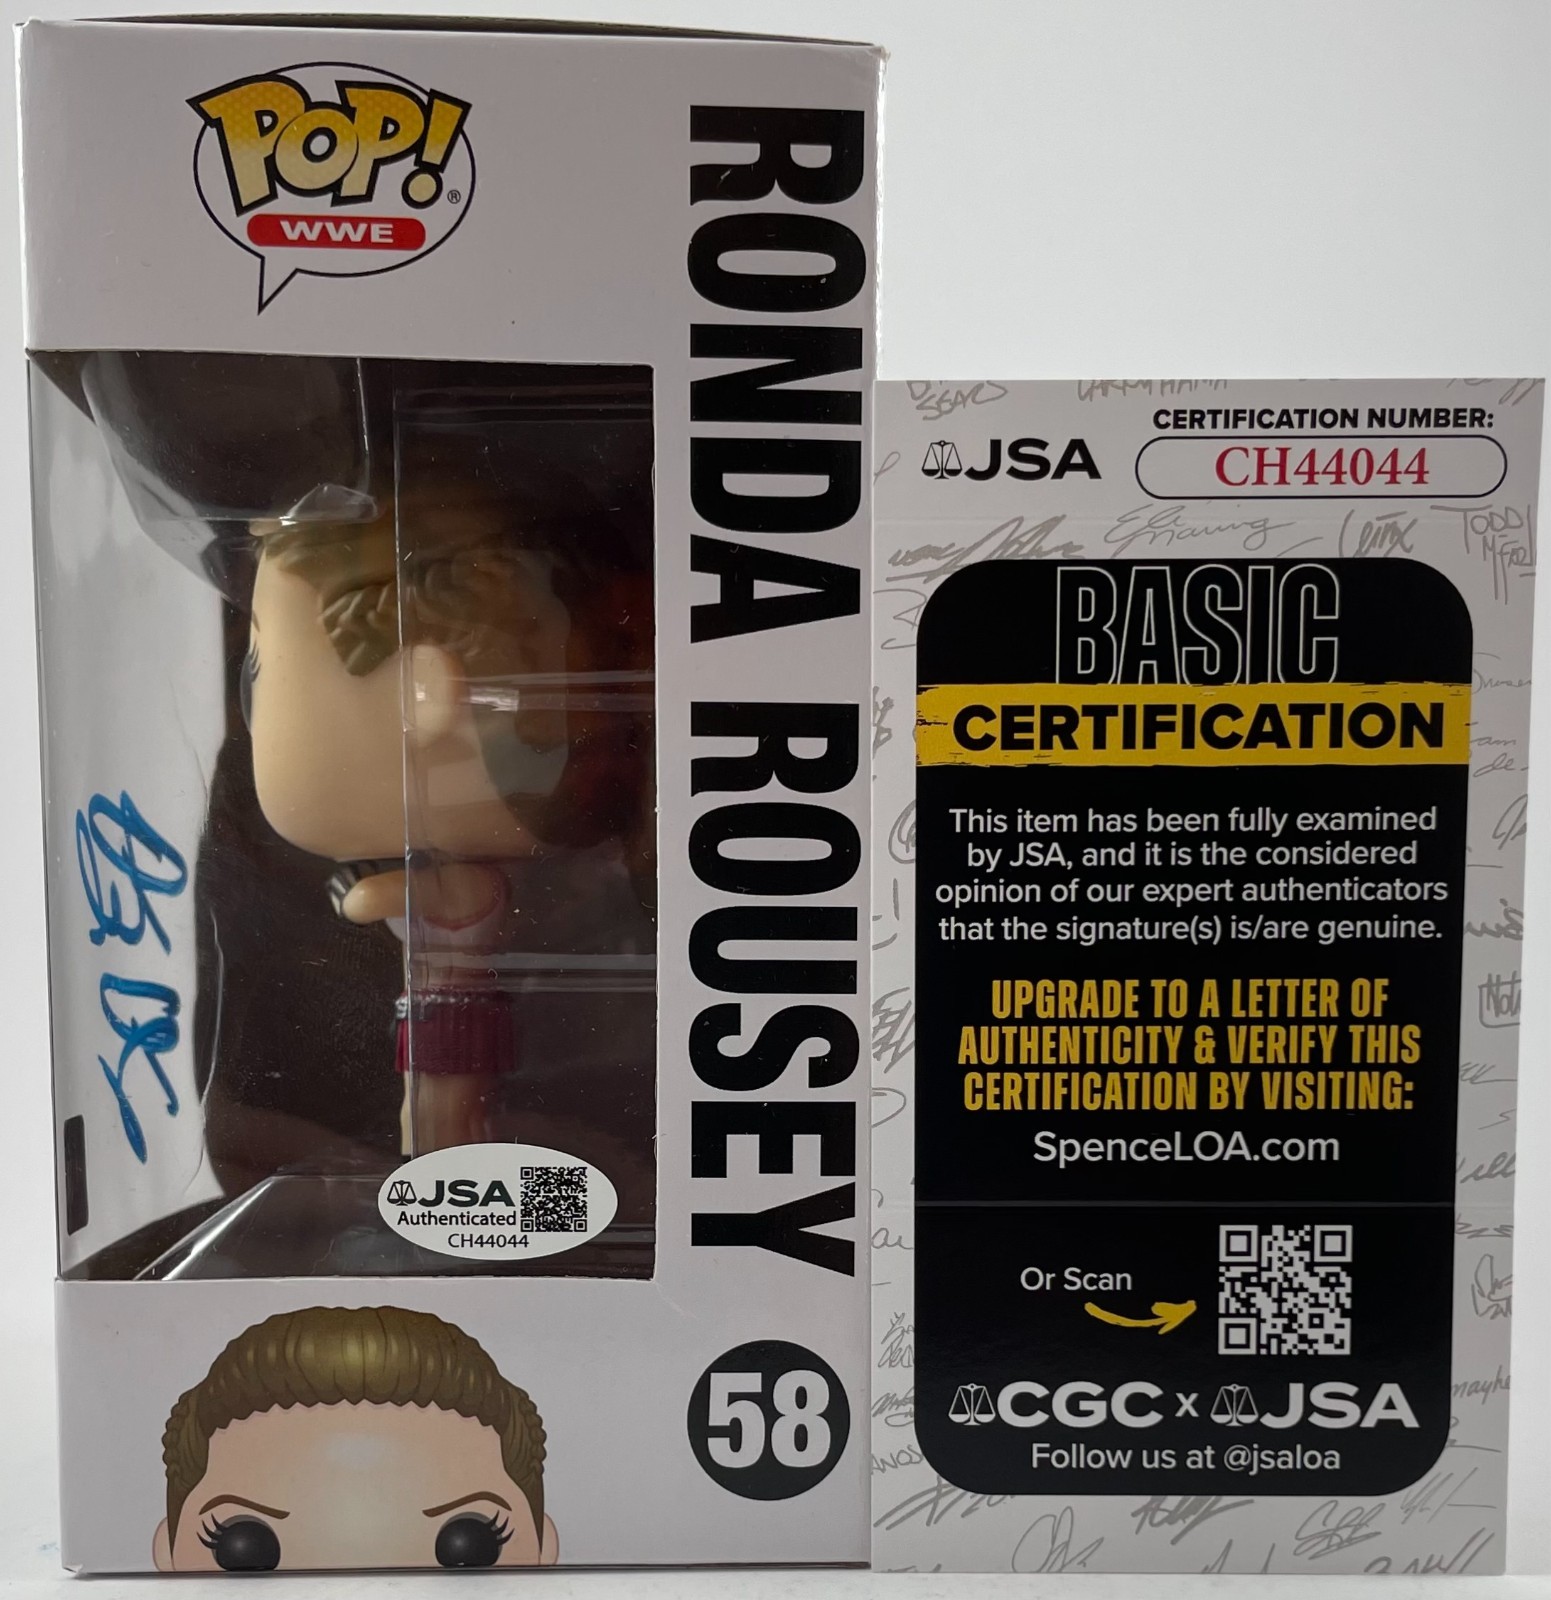 POP!
®
WWE
RONDA ROUSEY
58
JSA
Authenticated
CH44044
SEARS
JSA
CERTIFICATION NUMBER:
CH44044
TODD
BASIC
CERTIFICATION
This item has been fully examined
by JSA, and it is the considered
opinion of our expert authenticators
that the signature(s) is/are genuine.
UPGRADE TO A LETTER OF
AUTHENTICITY & VERIFY THIS
CERTIFICATION BY VISITING:
SpenceLOA.com
Or Scan
CGC x JSA
Follow us at @jsaloa